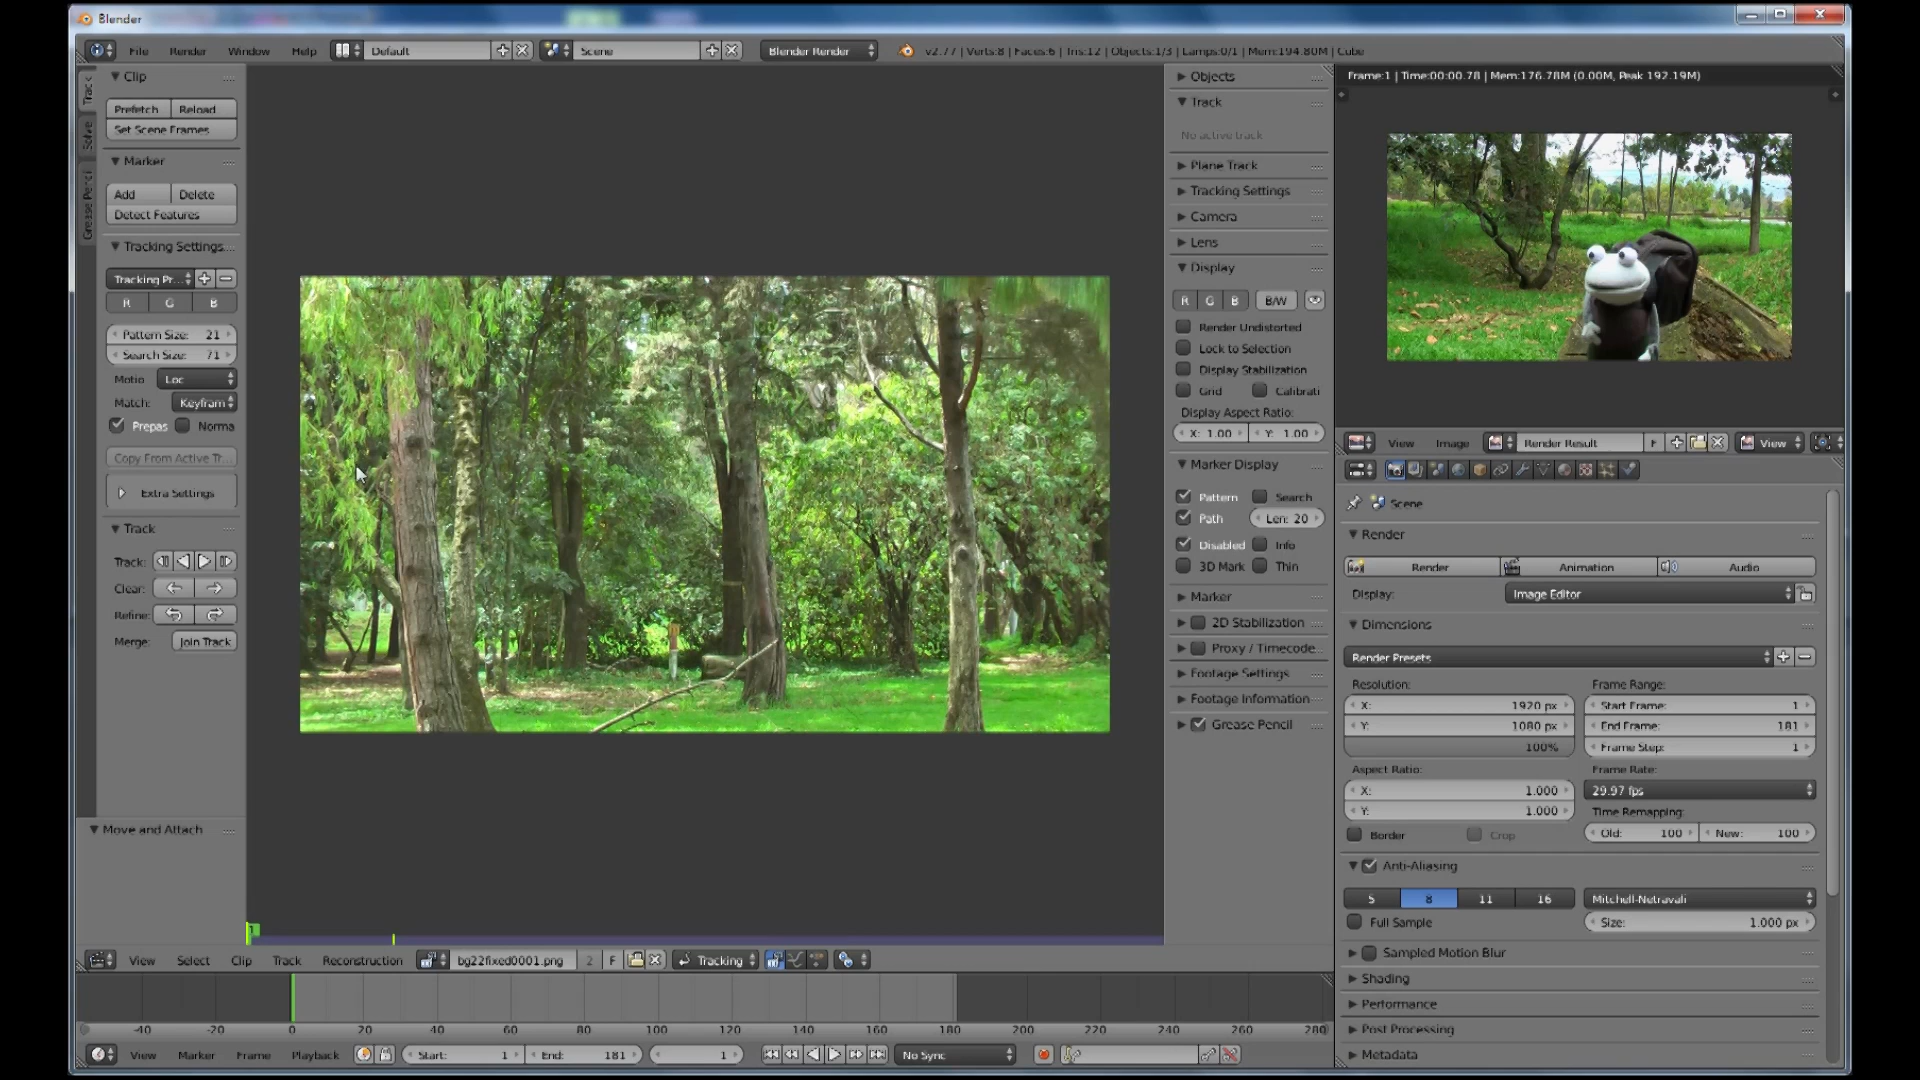 Blender
File Render Window Help Default Scene Blender Render v2.77 | Verts:8 | Faces:6 | Tris:12 | Objects:1/3 | Lamps:0/1 | Mem:194.80M | Cube
Track
Solve
Grease Pencil
Clip
Prefetch Reload
Set Scene Frames
Marker
Add Delete
Detect Features
Tracking Settings
Tracking Pr...
R G B
Pattern Size: 21
Search Size: 71
Motio Loc
Match: Keyfram
Prepas Norma
Copy From Active Tr...
Extra Settings
Track
Track:
Clear:
Refine:
Merge: Join Track
Move and Attach
Objects
Track
No active track
Plane Track
Tracking Settings
Camera
Lens
Display
R G B B/W
Render Undistorted
Lock to Selection
Display Stabilization
Grid Calibrati
Display Aspect Ratio:
X: 1.00 Y: 1.00
Marker Display
Pattern Search
Path Len: 20
Disabled Info
3D Mark Thin
Marker
2D Stabilization
Proxy / Timecode...
Footage Settings
Footage Information
Grease Pencil
Frame:1 | Time:00:00.78 | Mem:176.78M (0.00M, Peak 192.19M)
View Image Render Result F View
Scene
Render
Render Animation Audio
Display: Image Editor
Dimensions
Render Presets
Resolution: Frame Range:
X: 1920 px Start Frame: 1
Y: 1080 px End Frame: 181
100% Frame Step: 1
Aspect Ratio: Frame Rate:
X: 1.000 29.97 fps
Y: 1.000 Time Remapping:
Border Crop Old: 100 New: 100
Anti-Aliasing
5 8 11 16 Mitchell-Netravali
Full Sample Size: 1.000 px
Sampled Motion Blur
Shading
Performance
Post Processing
Metadata
1
View Select Clip Track Reconstruction bg22fixed0001.png 2 F Tracking
-40 -20 0 20 40 60 80 100 120 140 160 180 200 220 240 260 280
View Marker Frame Playback Start: 1 End: 181 1 No Sync